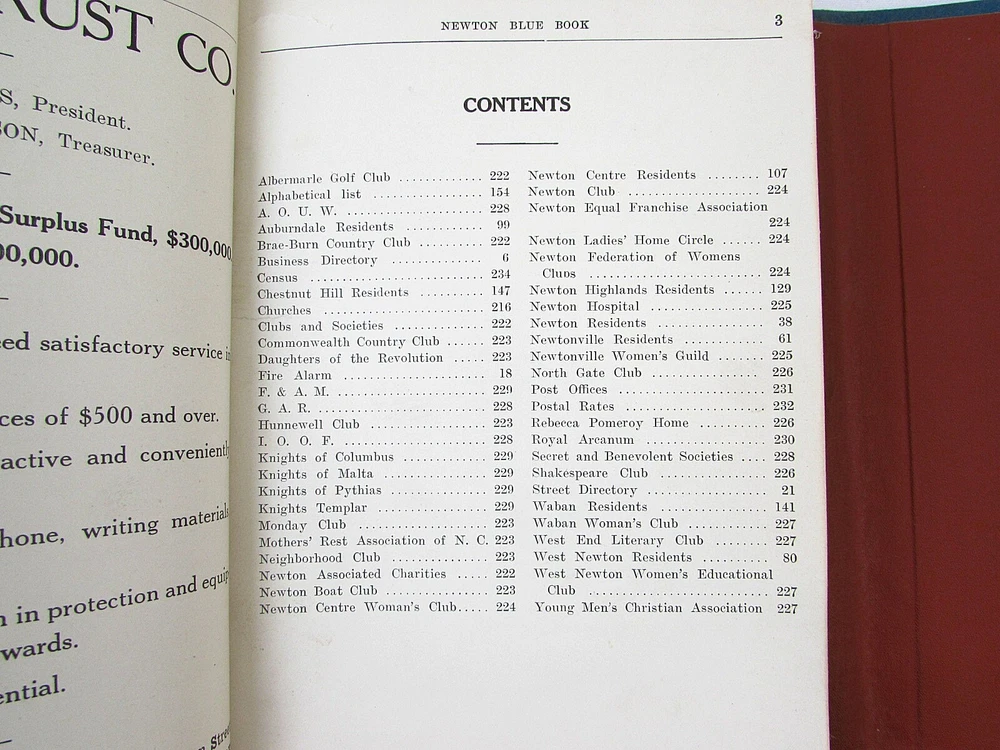 RUST CO.
S, President.
SON, Treasurer.
Surplus Fund, $300,000
00,000.
ed satisfactory service
ces of $500 and over.
active and conveniently
hone, writing materials
in protection and equip
wards.
ential.
NEWTON BLUE BOOK 3
CONTENTS
Albermarle Golf Club ............. 222
Alphabetical list ................ 154
A. O. U. W. ..................... 228
Auburndale Residents ............ 99
Brae-Burn Country Club .......... 222
Business Directory .............. 6
Census .......................... 234
Chestnut Hill Residents ......... 147
Churches ........................ 216
Clubs and Societies ............. 222
Commonwealth Country Club ...... 223
Daughters of the Revolution ..... 223
Fire Alarm ...................... 18
F. & A. M. ...................... 229
G. A. R. ........................ 228
Hunnewell Club .................. 223
I. O. O. F. ..................... 228
Knights of Columbus ............. 229
Knights of Malta ................ 229
Knights of Pythias .............. 229
Knights Templar ................. 229
Monday Club ..................... 223
Mothers' Rest Association of N. C. 223
Neighborhood Club ............... 223
Newton Associated Charities ..... 222
Newton Boat Club ................ 223
Newton Centre Woman's Club..... 224
Newton Centre Residents ........ 107
Newton Club .................... 224
Newton Equal Franchise Association
224
Newton Ladies' Home Circle ...... 224
Newton Federation of Womens
Clubs .......................... 224
Newton Highlands Residents ...... 129
Newton Hospital ................ 225
Newton Residents ............... 38
Newtonville Residents .......... 61
Newtonville Women's Guild ...... 225
North Gate Club ................ 226
Post Offices ................... 231
Postal Rates ................... 232
Rebecca Pomeroy Home .......... 226
Royal Arcanum .................. 230
Secret and Benevolent Societies .... 228
Shakespeare Club ............... 226
Street Directory ............... 21
Waban Residents ................ 141
Waban Woman's Club ............. 227
West End Literary Club ........ 227
West Newton Residents .......... 80
West Newton Women's Educational
Club ........................... 227
Young Men's Christian Association 227